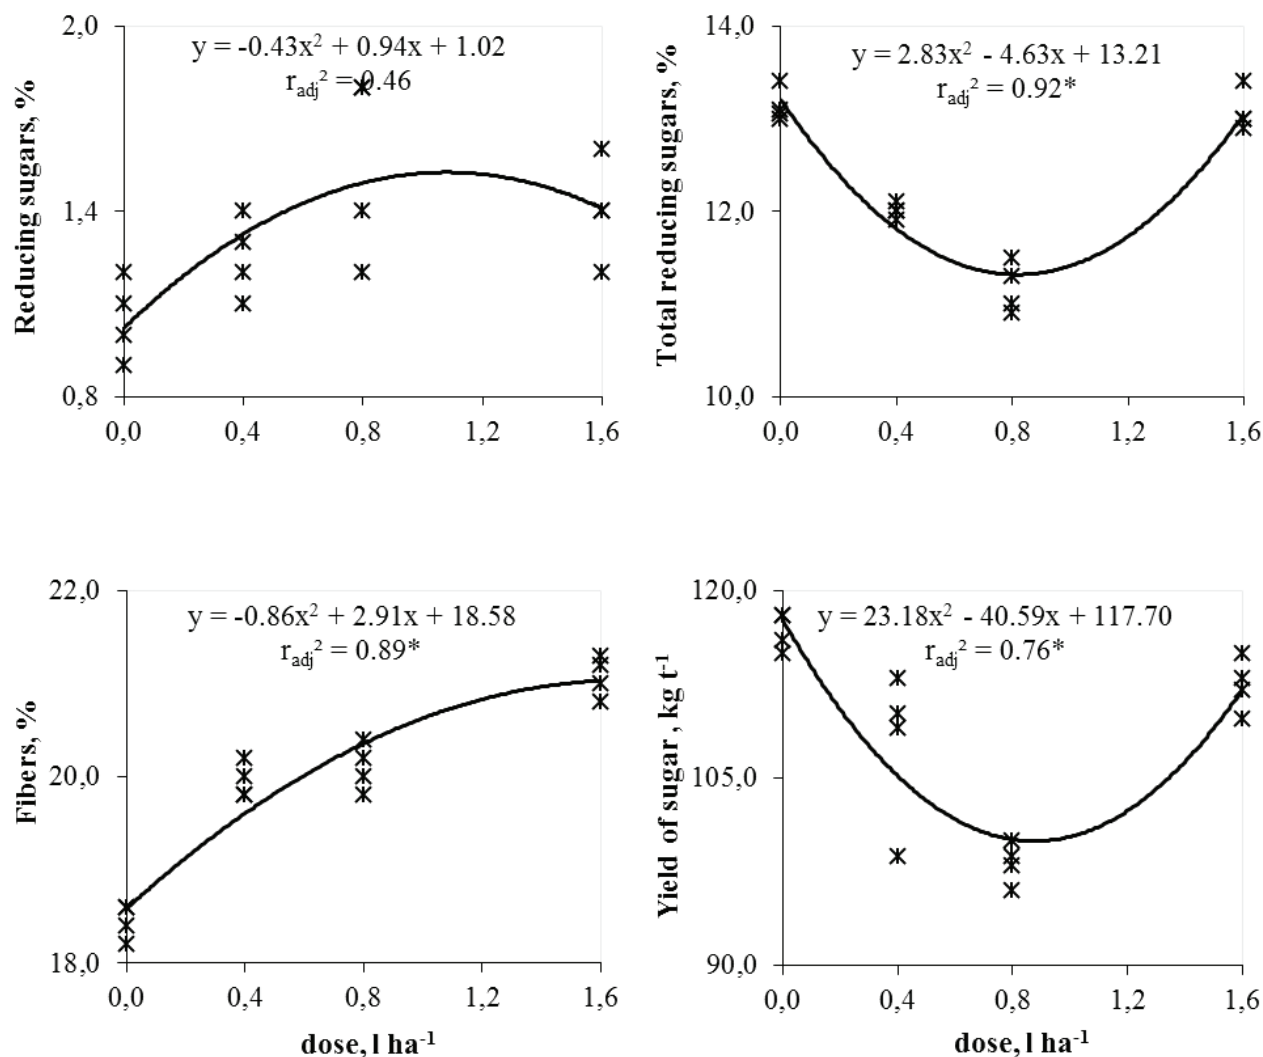 Reducing sugars, %
2,0
1,4
0,8
y = -0.43x² + 0.94x + 1.02
r_adj² = 0.46
0,0 0,4 0,8 1,2 1,6
Total reducing sugars, %
14,0
12,0
10,0
y = 2.83x² - 4.63x + 13.21
r_adj² = 0.92*
0,0 0,4 0,8 1,2 1,6
Fibers, %
22,0
20,0
18,0
y = -0.86x² + 2.91x + 18.58
r_adj² = 0.89*
0,0 0,4 0,8 1,2 1,6
dose, l ha⁻¹
Yield of sugar , kg t⁻¹
120,0
105,0
90,0
y = 23.18x² - 40.59x + 117.70
r_adj² = 0.76*
0,0 0,4 0,8 1,2 1,6
dose, l ha⁻¹